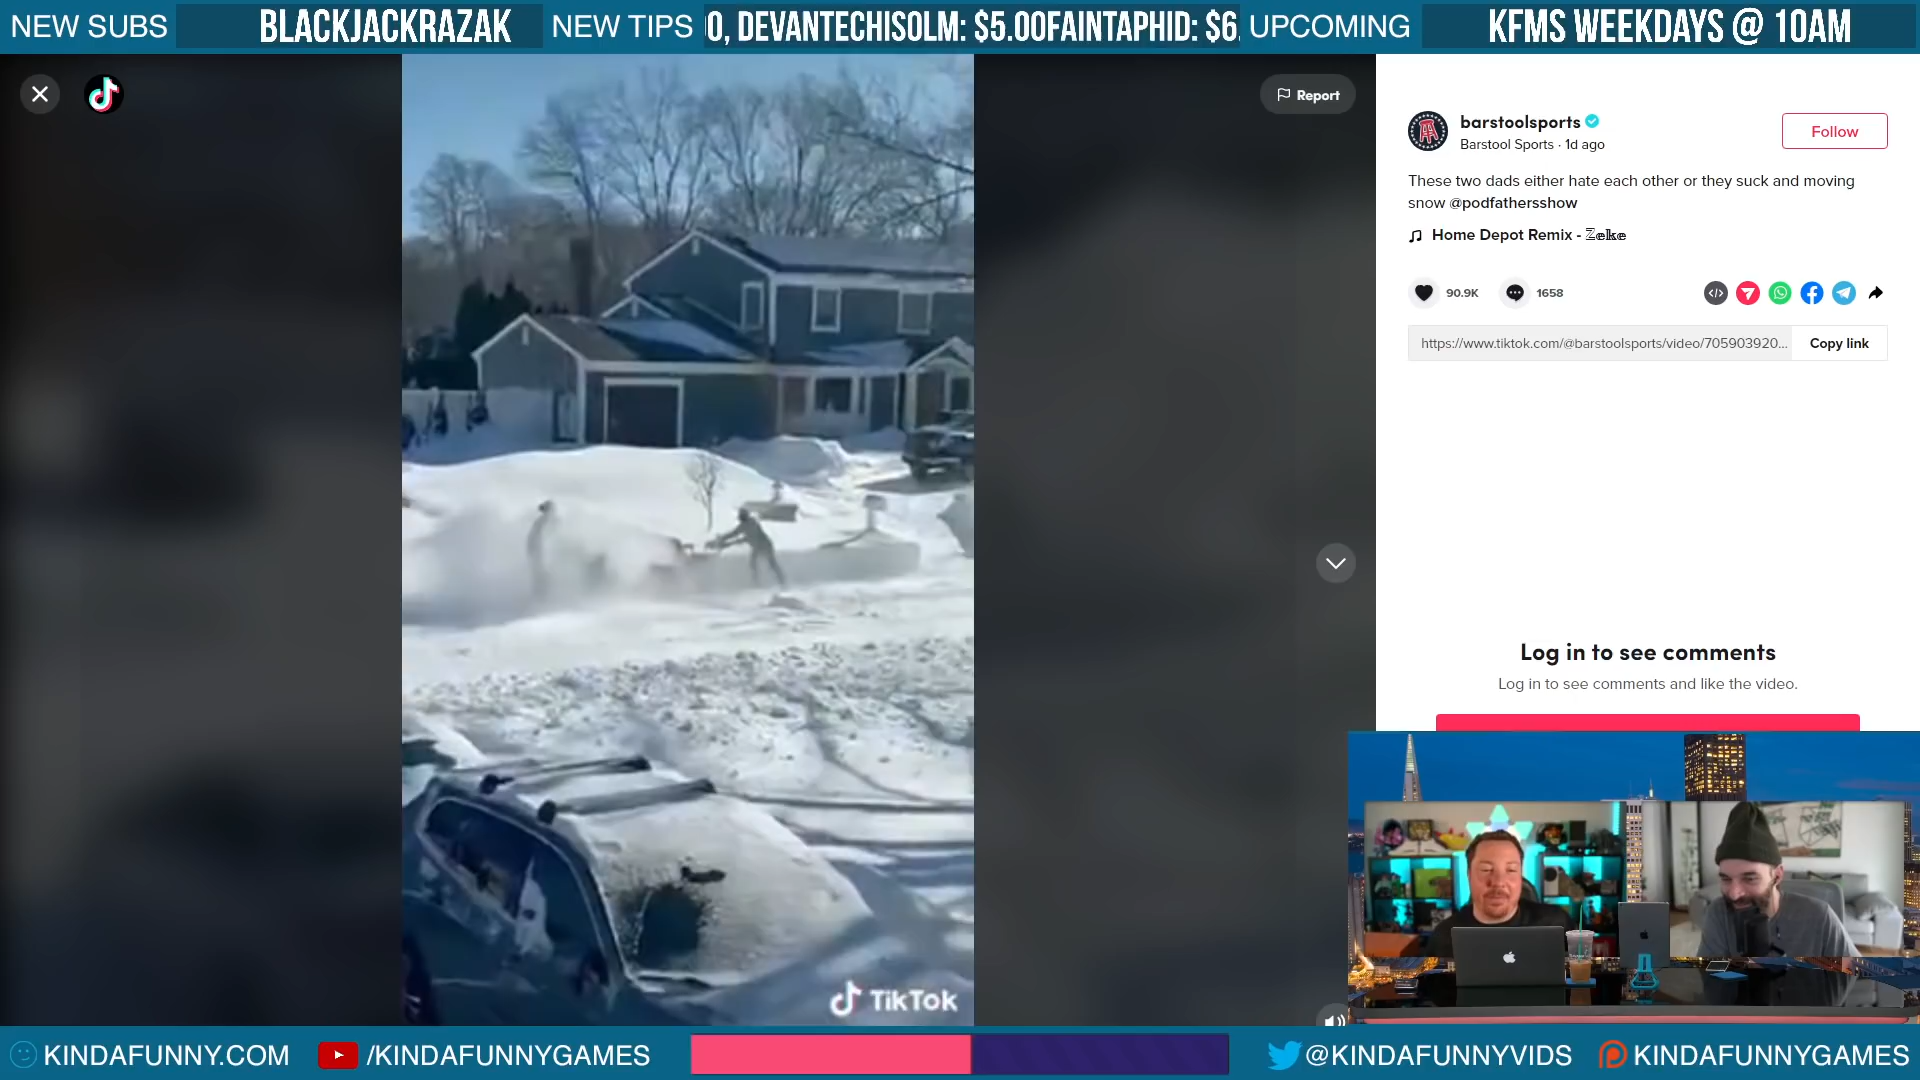 NEW SUBS
BLACKJACKRAZAK
NEW TIPS
0, DEVANTECHISOLM: $5.00FAINTAPHID: $6.
UPCOMING
KFMS WEEKDAYS @ 10AM
Report
barstoolsports
Barstool Sports · 1d ago
Follow
These two dads either hate each other or they suck and moving
snow @podfathersshow
Home Depot Remix - ℤ𝕖𝕜𝕖
90.9K
1658
https://www.tiktok.com/@barstoolsports/video/705903920...
Copy link
Log in to see comments
Log in to see comments and like the video.
TikTok
KINDAFUNNY.COM
/KINDAFUNNYGAMES
@KINDAFUNNYVIDS
KINDAFUNNYGAMES